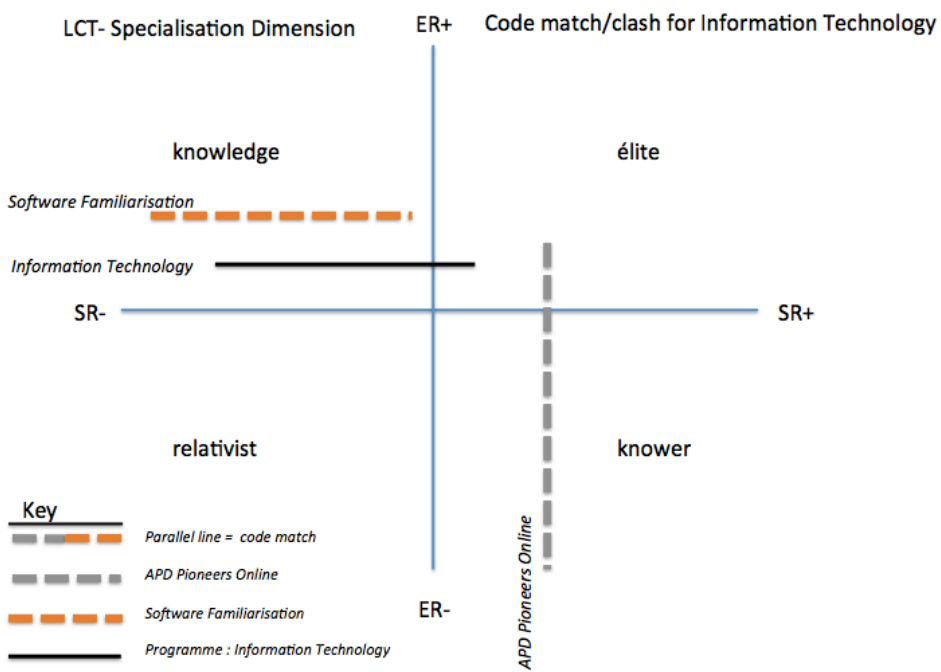 LCT- Specialisation Dimension
ER+
Code match/clash for Information Technology
knowledge
élite
Software Familiarisation
Information Technology
SR-
SR+
relativist
knower
Key
Parallel line = code match
APD Pioneers Online
Software Familiarisation
Programme : Information Technology
ER-
APD Pioneers Online